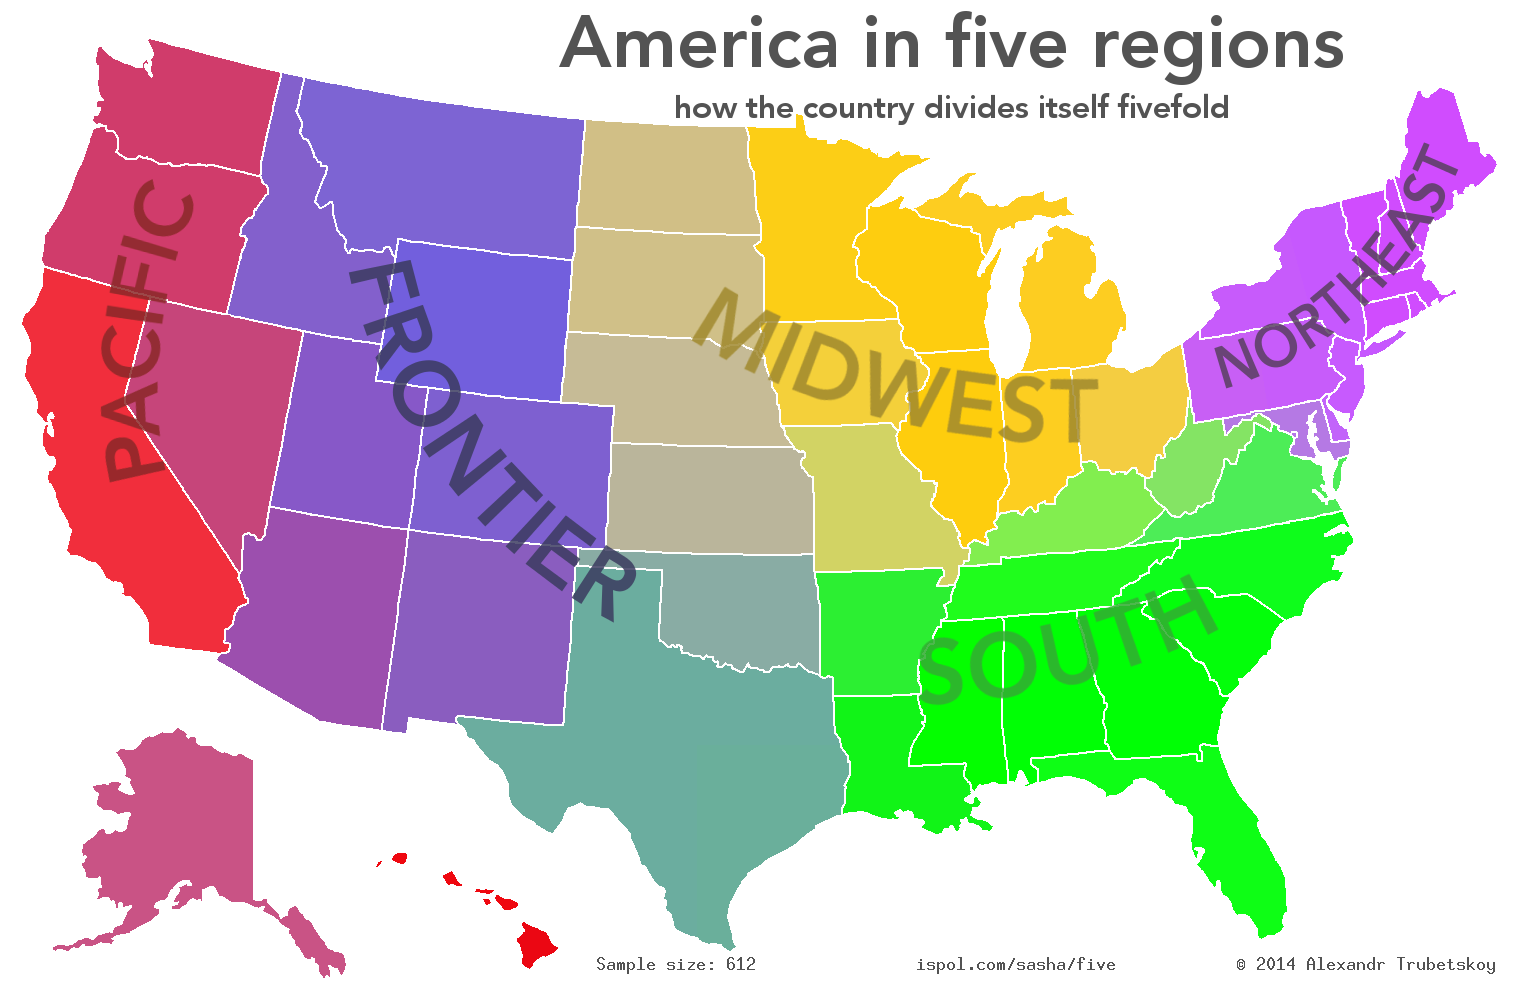 America in five regions
how the country divides itself fivefold
PACIFIC
FRONTIER
MIDWEST
NORTHEAST
SOUTH
Sample size: 612
ispol.com/sasha/five
© 2014 Alexandr Trubetskoy